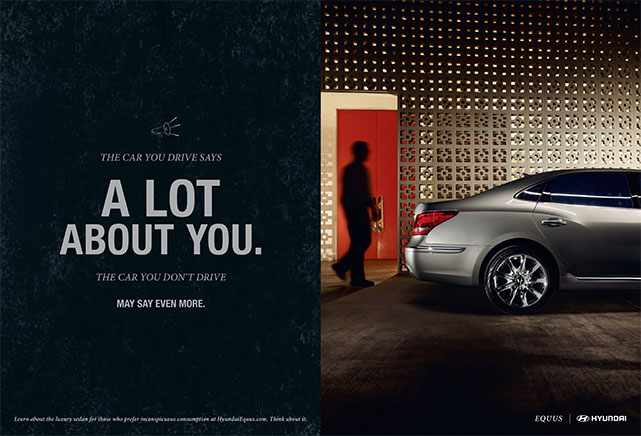 THE CAR YOU DRIVE SAYS
A LOT
ABOUT YOU.
THE CAR YOU DON'T DRIVE
MAY SAY EVEN MORE.
Learn about the luxury sedan for those who prefer inconspicuous consumption at HyundaiEquus.com. Think about it.
EQUUS | HYUNDAI